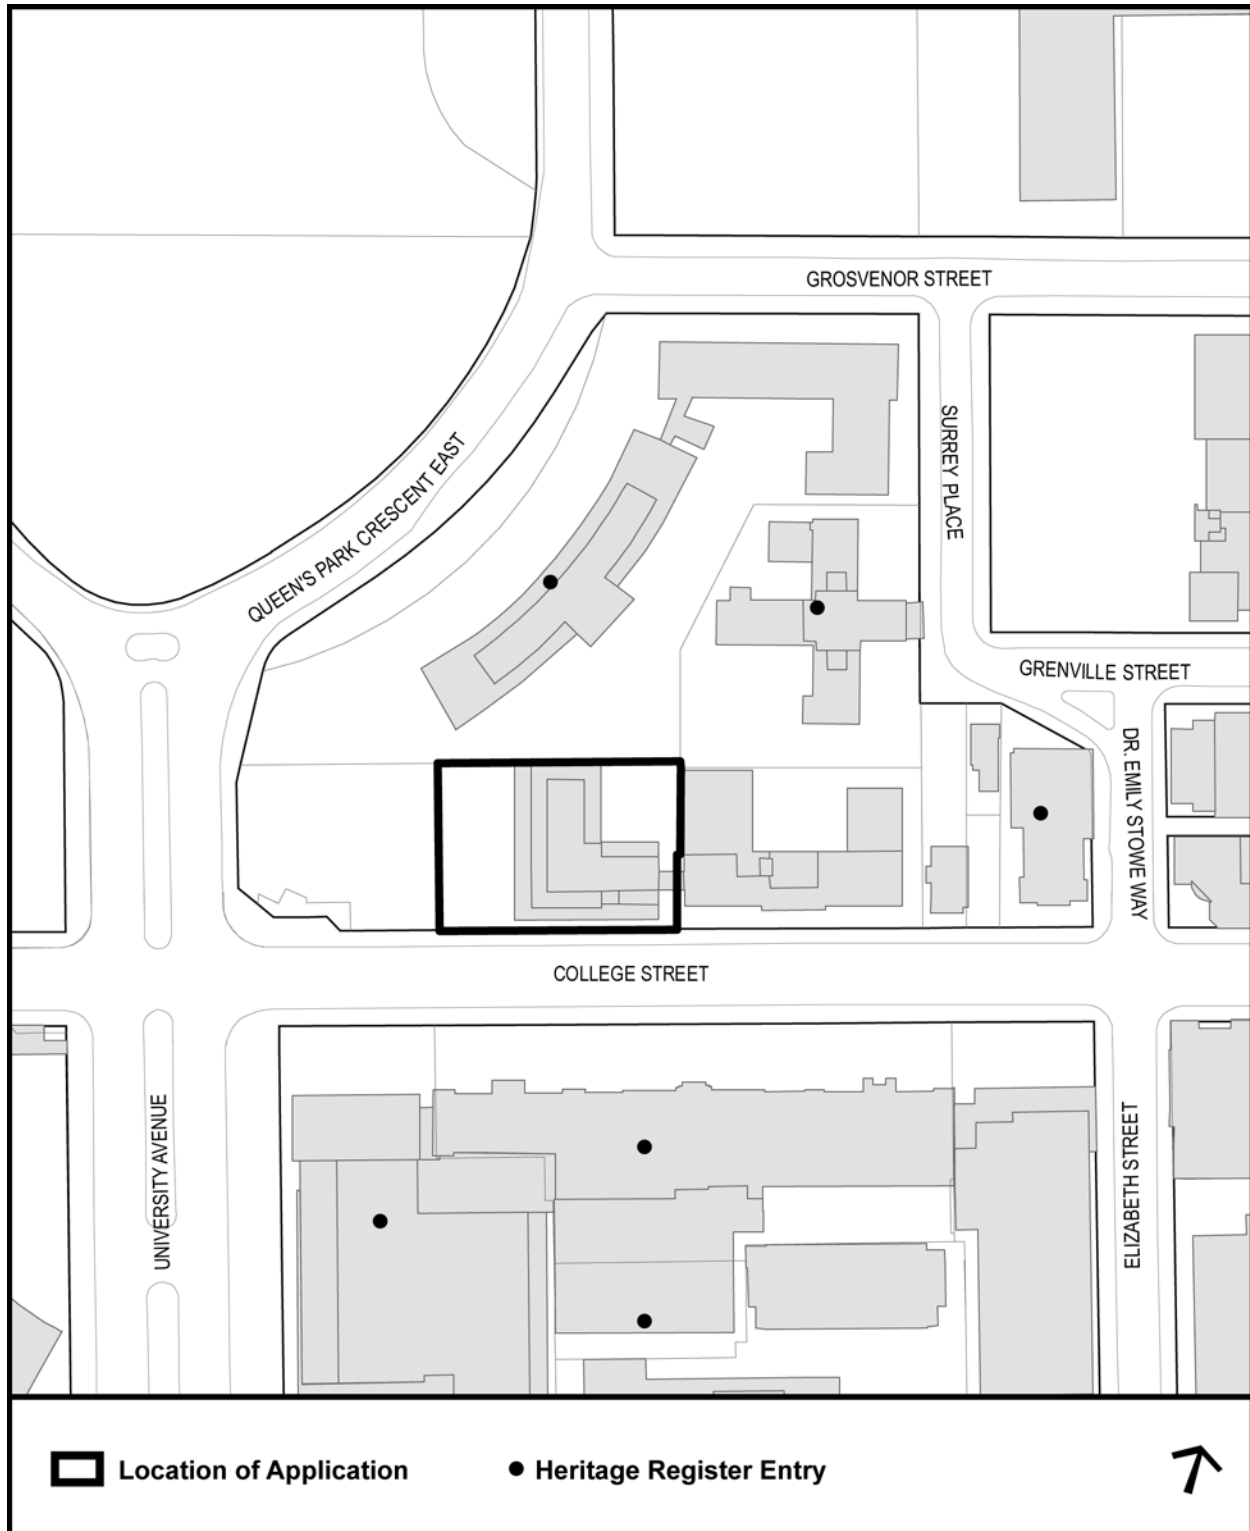 GROSVENOR STREET
SURREY PLACE
QUEEN'S PARK CRESCENT EAST
GRENVILLE STREET
DR. EMILY STOWE WAY
COLLEGE STREET
UNIVERSITY AVENUE
ELIZABETH STREET
Location of Application
Heritage Register Entry